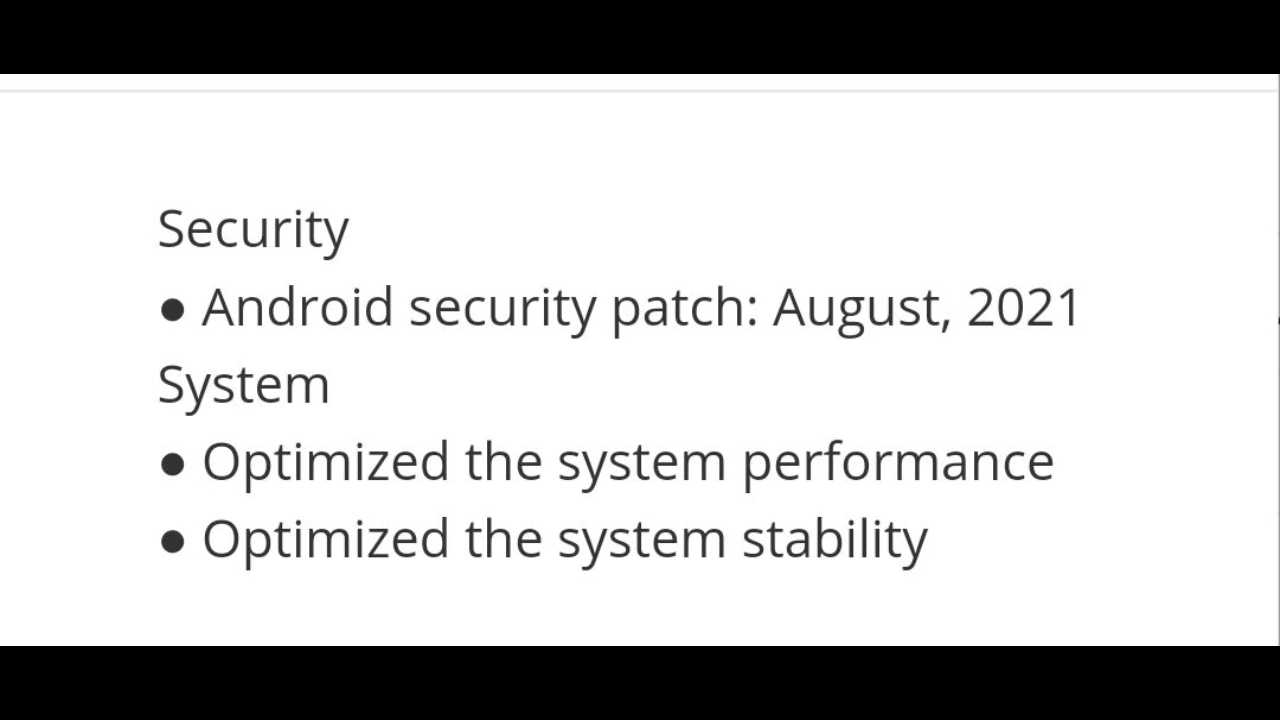 Security
● Android security patch: August, 2021
System
● Optimized the system performance
● Optimized the system stability